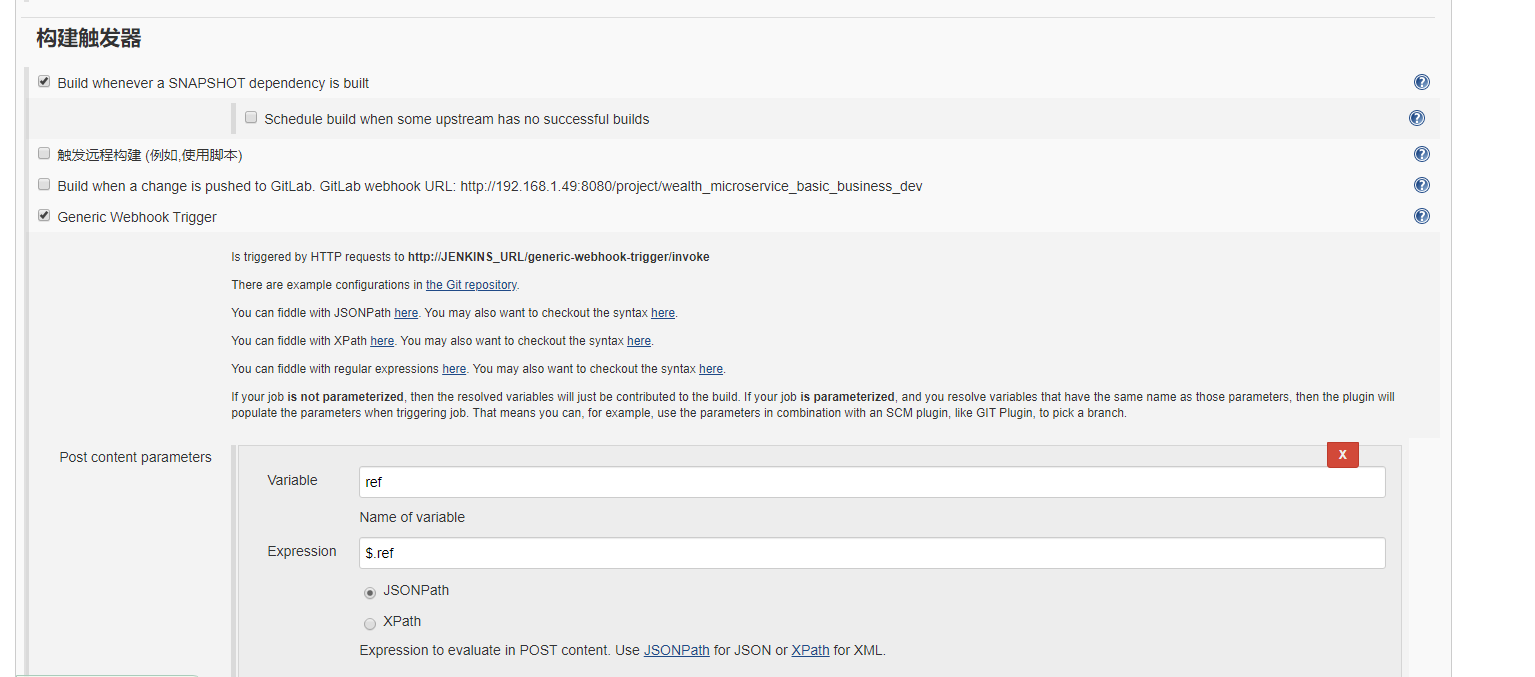 构建触发器
Build whenever a SNAPSHOT dependency is built
Schedule build when some upstream has no successful builds
触发远程构建 (例如,使用脚本)
Build when a change is pushed to GitLab. GitLab webhook URL: http://192.168.1.49:8080/project/wealth_microservice_basic_business_dev
Generic Webhook Trigger
Is triggered by HTTP requests to http://JENKINS_URL/generic-webhook-trigger/invoke
There are example configurations in the Git repository.
You can fiddle with JSONPath here. You may also want to checkout the syntax here.
You can fiddle with XPath here. You may also want to checkout the syntax here.
You can fiddle with regular expressions here. You may also want to checkout the syntax here.
If your job is not parameterized, then the resolved variables will just be contributed to the build. If your job is parameterized, and you resolve variables that have the same name as those parameters, then the plugin will
populate the parameters when triggering job. That means you can, for example, use the parameters in combination with an SCM plugin, like GIT Plugin, to pick a branch.
Post content parameters
X
Variable
ref
Name of variable
Expression
$.ref
JSONPath
XPath
Expression to evaluate in POST content. Use JSONPath for JSON or XPath for XML.